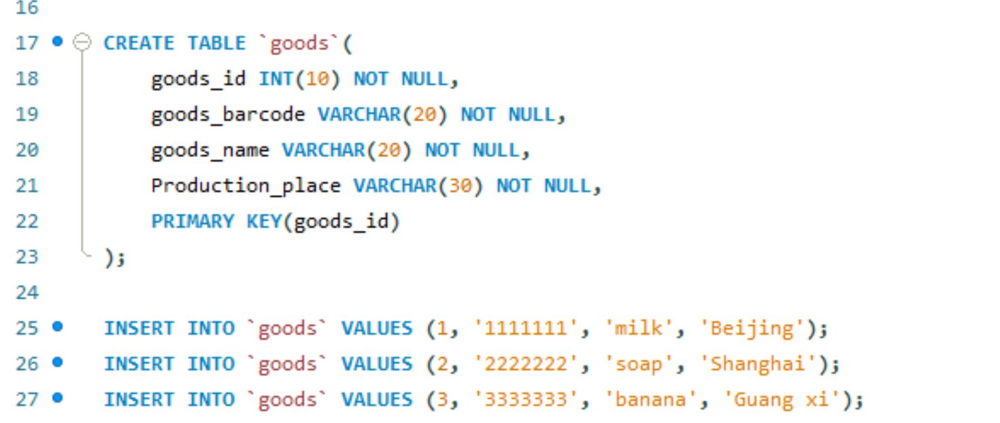 16
17 CREATE TABLE `goods`(
18 goods_id INT(10) NOT NULL,
19 goods_barcode VARCHAR(20) NOT NULL,
20 goods_name VARCHAR(20) NOT NULL,
21 Production_place VARCHAR(30) NOT NULL,
22 PRIMARY KEY(goods_id)
23 );
24
25 INSERT INTO `goods` VALUES (1, '1111111', 'milk', 'Beijing');
26 INSERT INTO `goods` VALUES (2, '2222222', 'soap', 'Shanghai');
27 INSERT INTO `goods` VALUES (3, '3333333', 'banana', 'Guang xi');